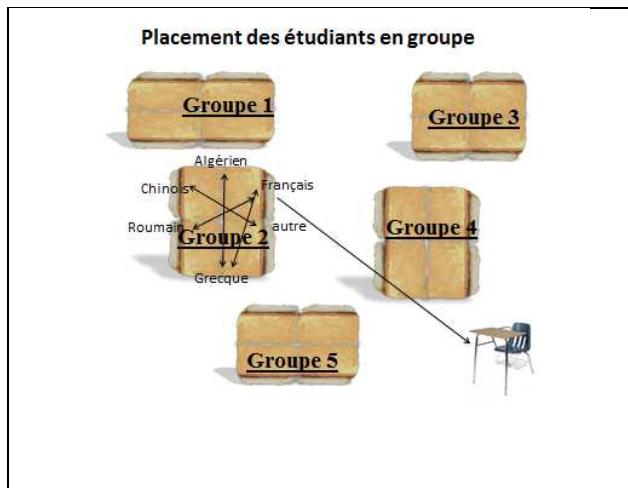 Placement des étudiants en groupe
Groupe 1
Groupe 3
Algérien
Chinois
Français
Roumain
autre
Groupe 2
Groupe 4
Grecque
Groupe 5